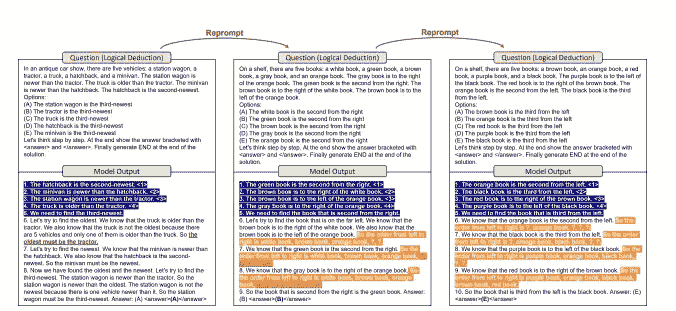 Reprompt
Reprompt
Question (Logical Deduction)
In an antique car show, there are five vehicles: a station wagon, a
tractor, a truck, a hatchback, and a minivan. The station wagon is
newer than the tractor. The truck is older than the tractor. The minivan
is newer than the hatchback. The hatchback is the second-newest.
Options:
(A) The station wagon is the third-newest
(B) The tractor is the third-newest
(C) The truck is the third-newest
(D) The hatchback is the third-newest
(E) The minivan is the third-newest
Let's think step by step. At the end show the answer bracketed with
<answer> and </answer>. Finally generate END at the end of the
solution.
Model Output
1. The hatchback is the second-newest. <1>
2. The minivan is newer than the hatchback. <2>
3. The station wagon is newer than the tractor. <3>
4. The truck is older than the tractor. <4>
5. We need to find the third-newest.
6. Let's try to find the oldest. We know that the truck is older than the
tractor. We also know that the truck is not the oldest because there
are 5 vehicles and only one of them is older than the truck. So the
oldest must be the tractor.
7. Let's try to find the newest. We know that the minivan is newer than
the hatchback. We also know that the hatchback is the second-
newest. So the minivan must be the newest.
8. Now we have found the oldest and the newest. Let's try to find the
third-newest. The station wagon is newer than the tractor. So the
station wagon is not the oldest. The station wagon is not the
newest because there is one vehicle newer than it. So the station
wagon must be the third-newest. Answer: (A) <answer>(A)</answer>
Question (Logical Deduction)
On a shelf, there are five books: a white book, a green book, a brown
book, a gray book, and an orange book. The gray book is to the right
of the orange book. The green book is the second from the right. The
brown book is to the right of the white book. The brown book is to the
left of the orange book.
Options:
(A) The white book is the second from the right
(B) The green book is the second from the right
(C) The brown book is the second from the right
(D) The gray book is the second from the right
(E) The orange book is the second from the right
Let's think step by step. At the end show the answer bracketed with
<answer> and </answer>. Finally generate END at the end of the
solution.
Model Output
1. The green book is the second from the right. <1>
2. The brown book is to the right of the white book. <2>
3. The brown book is to the left of the orange book. <3>
4. The gray book is to the right of the orange book. <4>
5. We need to find the book that is second from the right.
6. Let's try to find the book that is on the far left. We know that the
brown book is to the right of the white book. We also know that the
brown book is to the left of the orange book. So the order from left to
right is white book, brown book, orange book,
7. We know that the green book is the second from the right. So the
order from left to right is white book, brown book, orange book,
8. We know that the gray book is to the right of the orange book. So
the order from left to right is white book, brown book, orange book,
9. So the book that is second from the right is the green book. Answer:
(B) <answer>(B)</answer>
Question (Logical Deduction)
On a shelf, there are five books: a brown book, an orange book, a red
book, a purple book, and a black book. The purple book is to the left of
the black book. The red book is to the right of the brown book. The
orange book is the second from the left. The black book is the third
from the left.
Options:
(A) The brown book is the third from the left
(B) The orange book is the third from the left
(C) The red book is the third from the left
(D) The purple book is the third from the left
(E) The black book is the third from the left
Let's think step by step. At the end show the answer bracketed with
<answer> and </answer>. Finally generate END at the end of the
solution.
Model Output
1. The orange book is the second from the left. <1>
2. The black book is the third from the left. <2>
3. The red book is to the right of the brown book. <3>
4. The purple book is to the left of the black book. <4>
5. We need to find the book that is third from the left.
6. We know that the orange book is the second from the left. So the
order from left to right is ?, orange book, ?, ?, ?.
7. We know that the black book is the third from the left. So the order
from left to right is ?, orange book, black book, ?, ?.
8. We know that the purple book is to the left of the black book. So the
order from left to right is purple book, orange book, black book,
9. We know that the red book is to the right of the brown book. So the
order from left to right is purple book, orange book, black book,
brown book, red book.
10. So the book that is third from the left is the black book. Answer: (E)
<answer>(E)</answer>